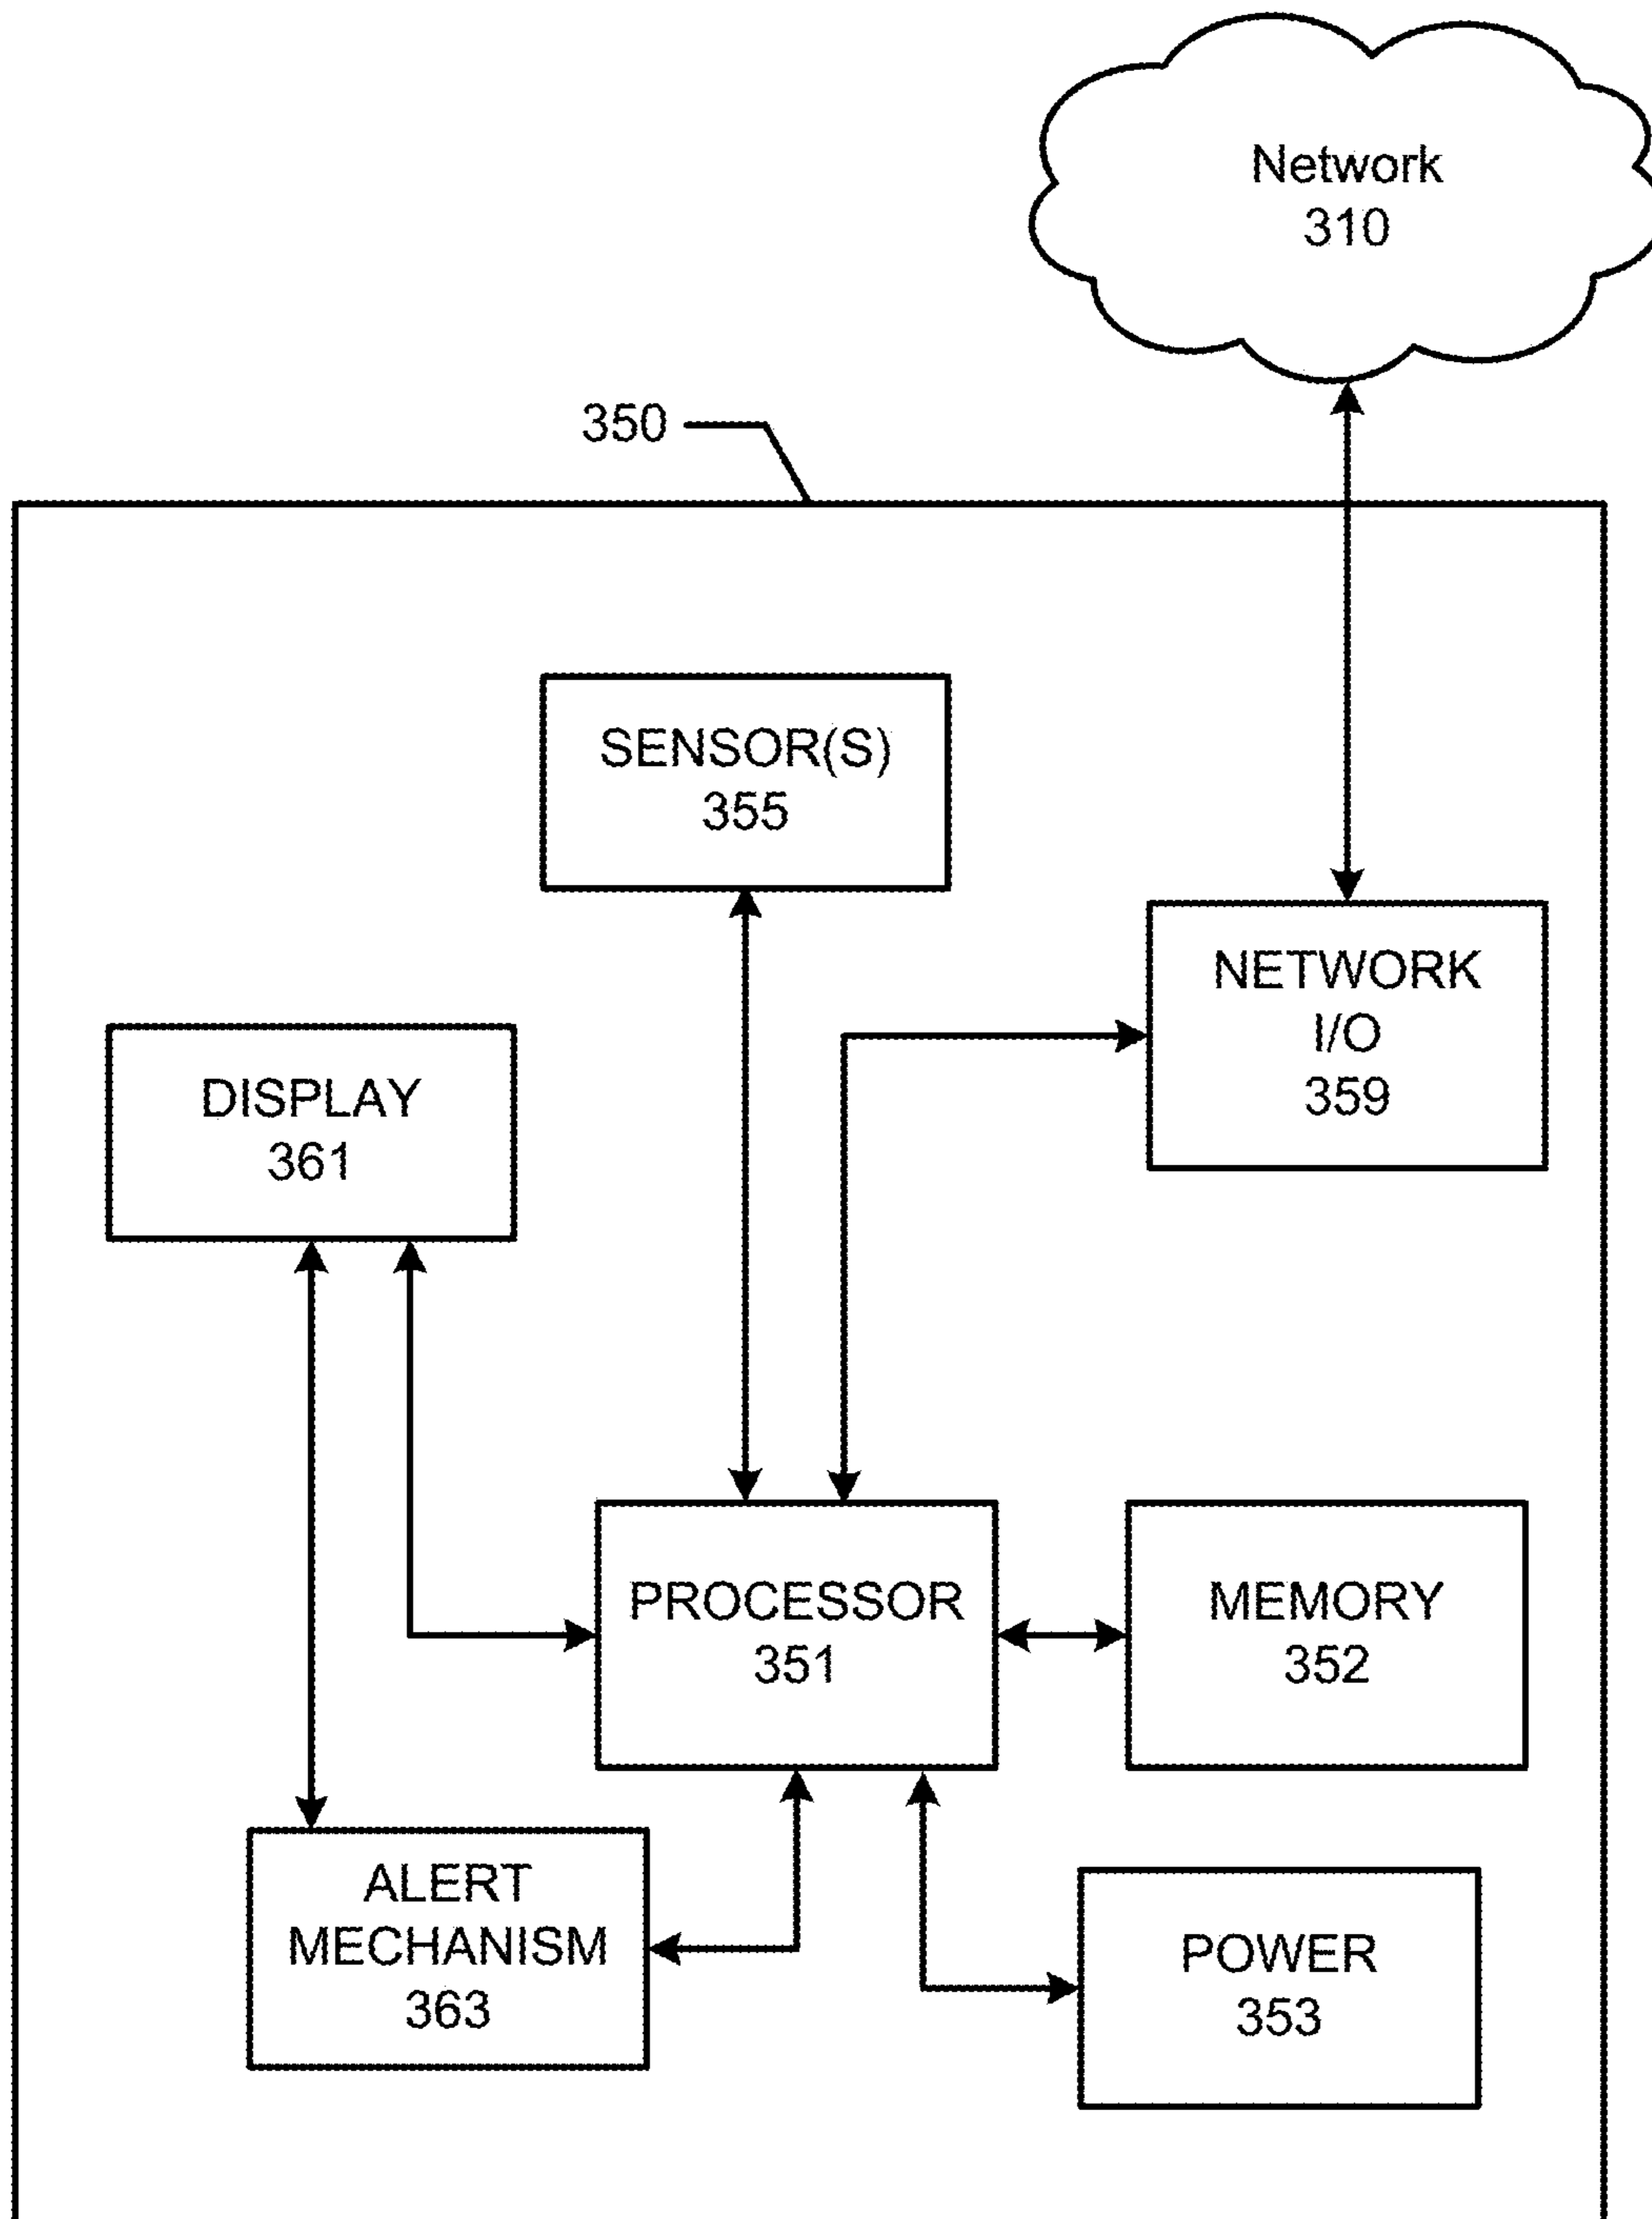 Network
310
350
SENSOR(S)
355
NETWORK
I/O
359
DISPLAY
361
PROCESSOR
351
MEMORY
352
ALERT
MECHANISM
363
POWER
353